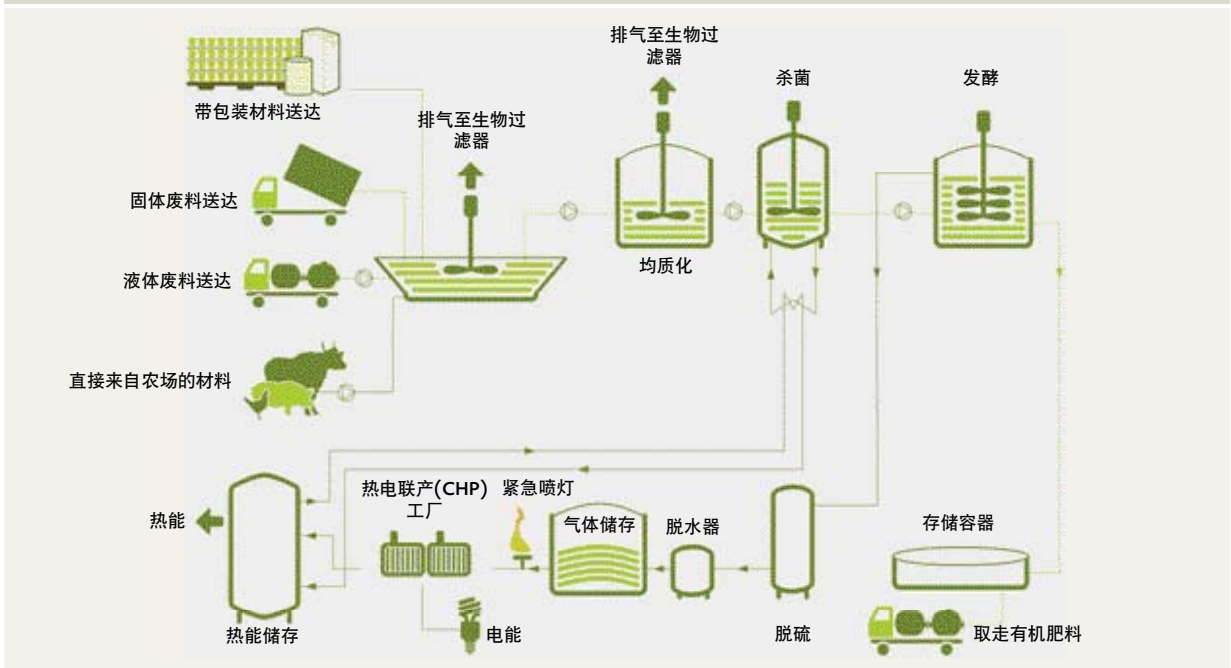 排气至生物过
滤器
杀菌
发酵
带包装材料送达
排气至生物过
滤器
固体废料送达
均质化
液体废料送达
直接来自农场的材料
热电联产(CHP)
工厂
紧急喷灯
热能
气体储存
脱水器
存储容器
热能储存
电能
脱硫
取走有机肥料